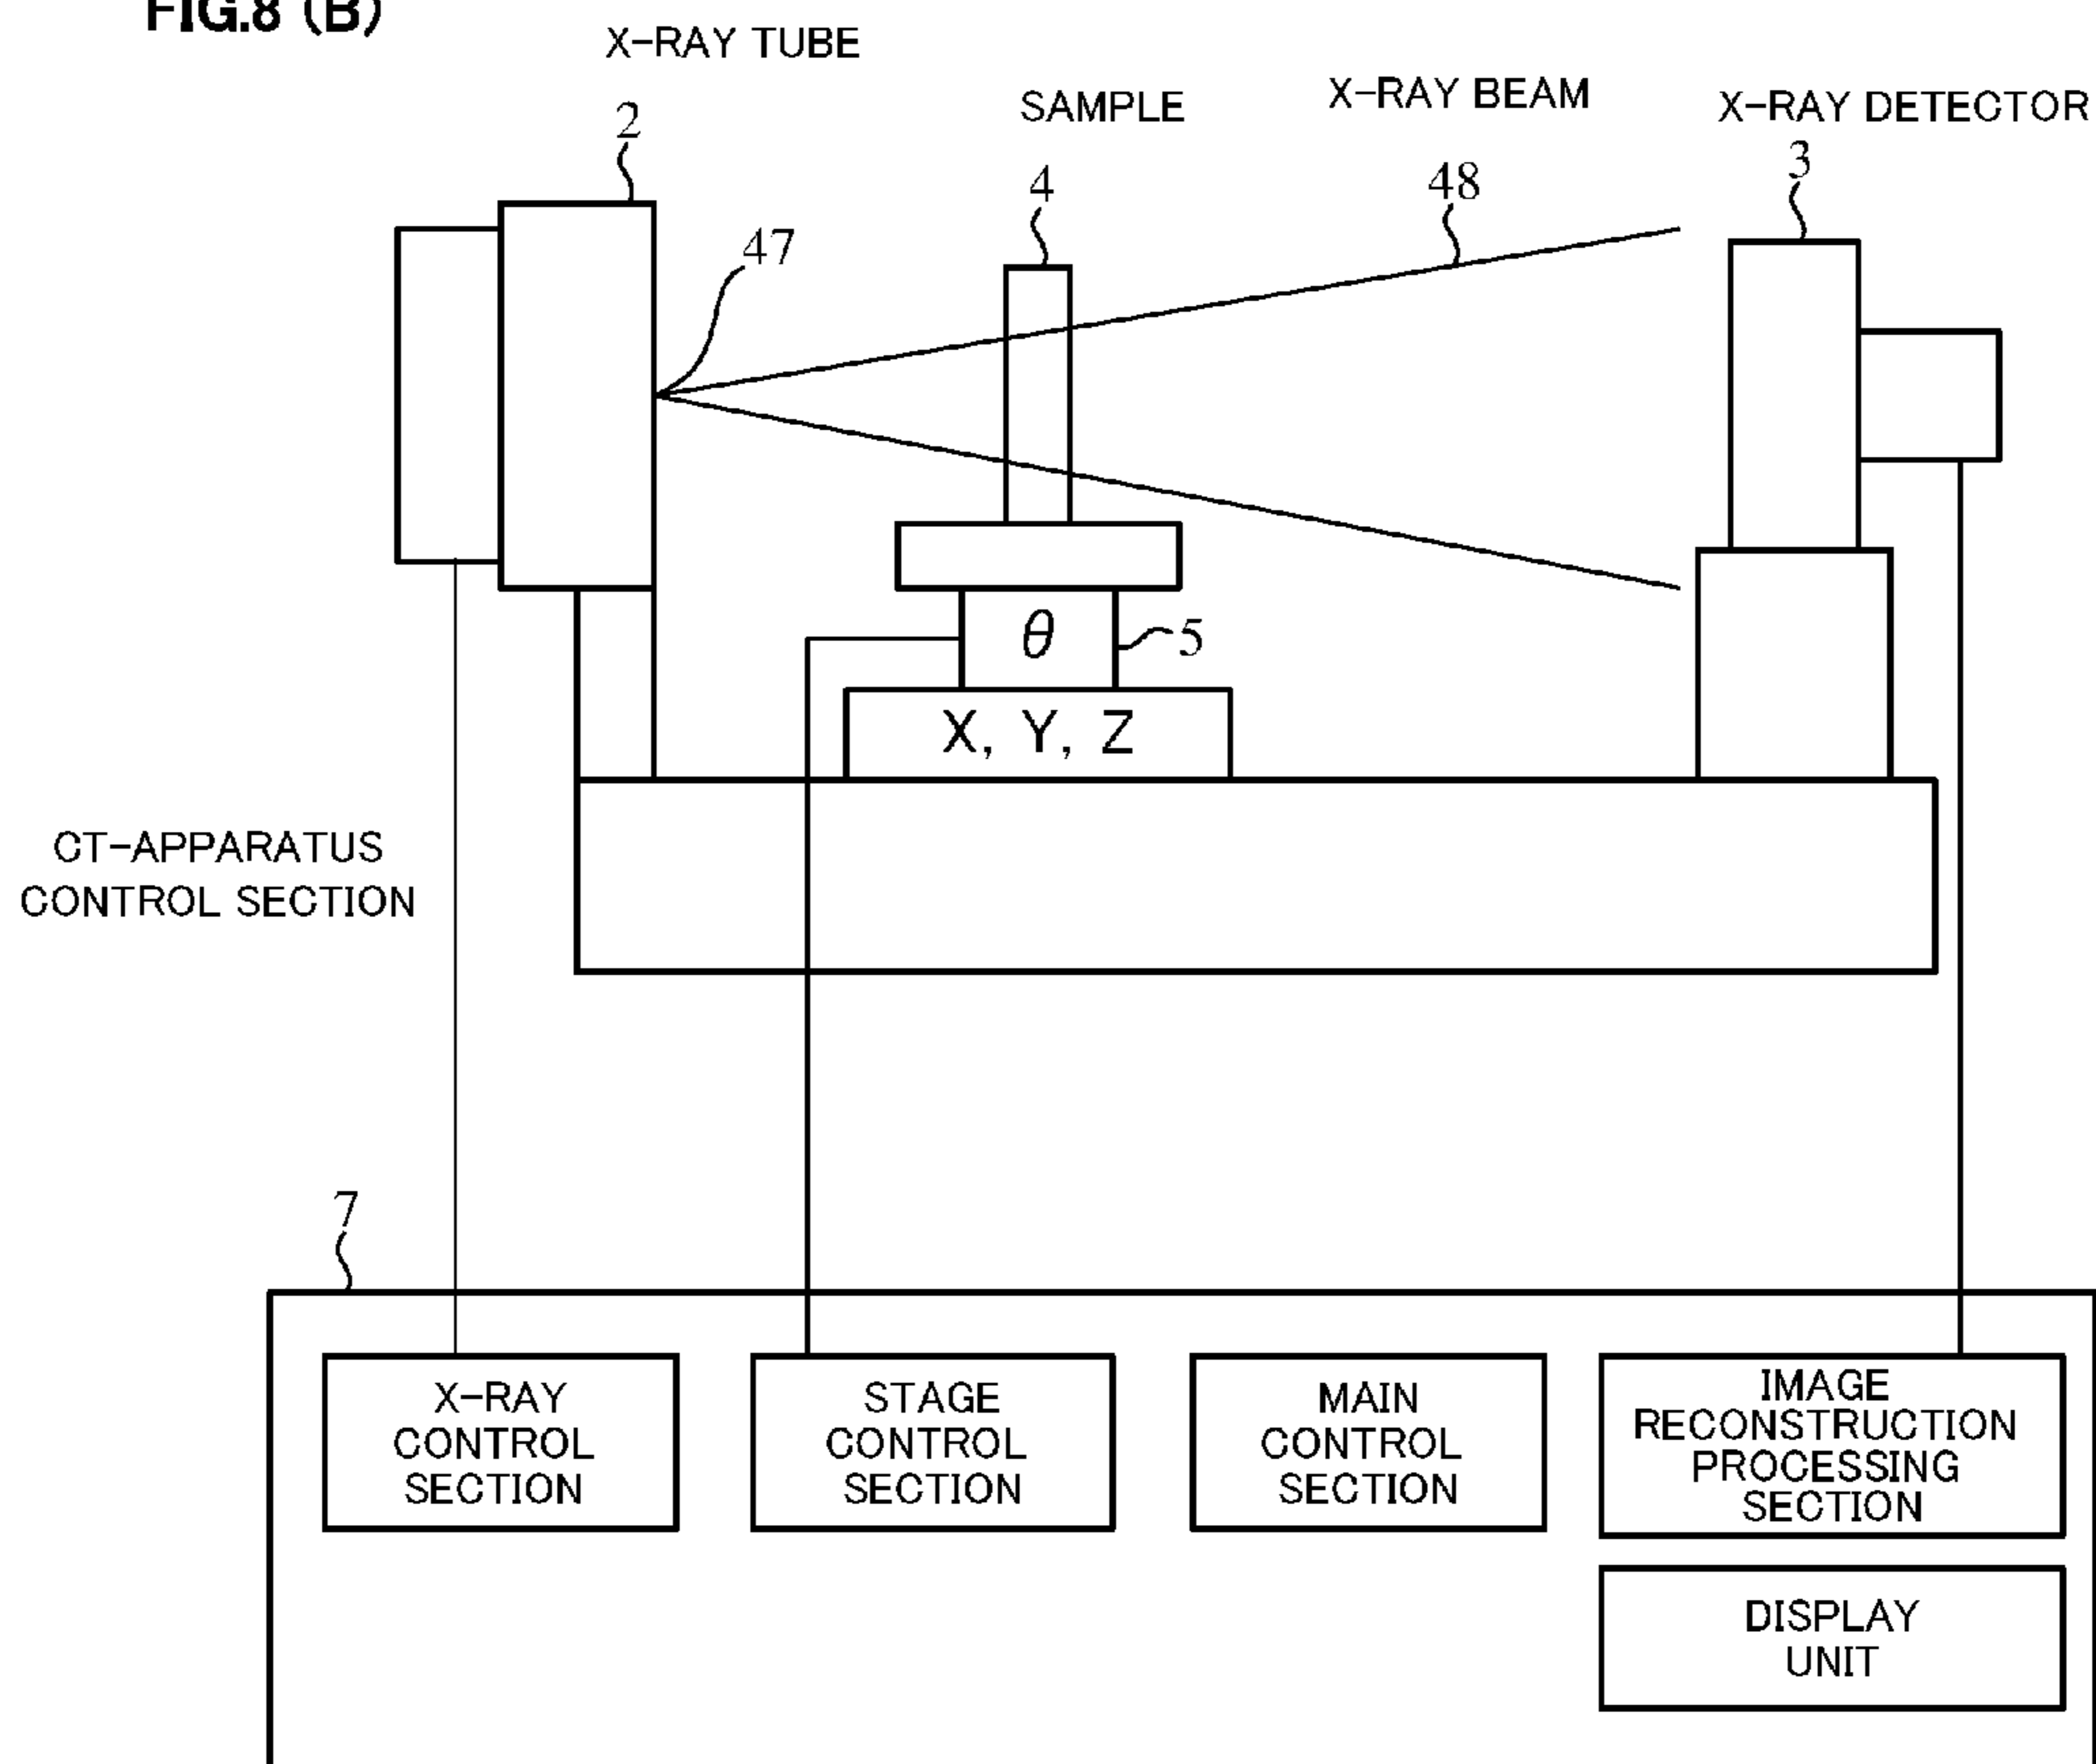 FIG.8 (B)
X-RAY TUBE
SAMPLE
X-RAY BEAM
X-RAY DETECTOR
2
4
48
3
47
θ
5
X, Y, Z
CT-APPARATUS
CONTROL SECTION
7
X-RAY
CONTROL
SECTION
STAGE
CONTROL
SECTION
MAIN
CONTROL
SECTION
IMAGE
RECONSTRUCTION
PROCESSING
SECTION
DISPLAY
UNIT